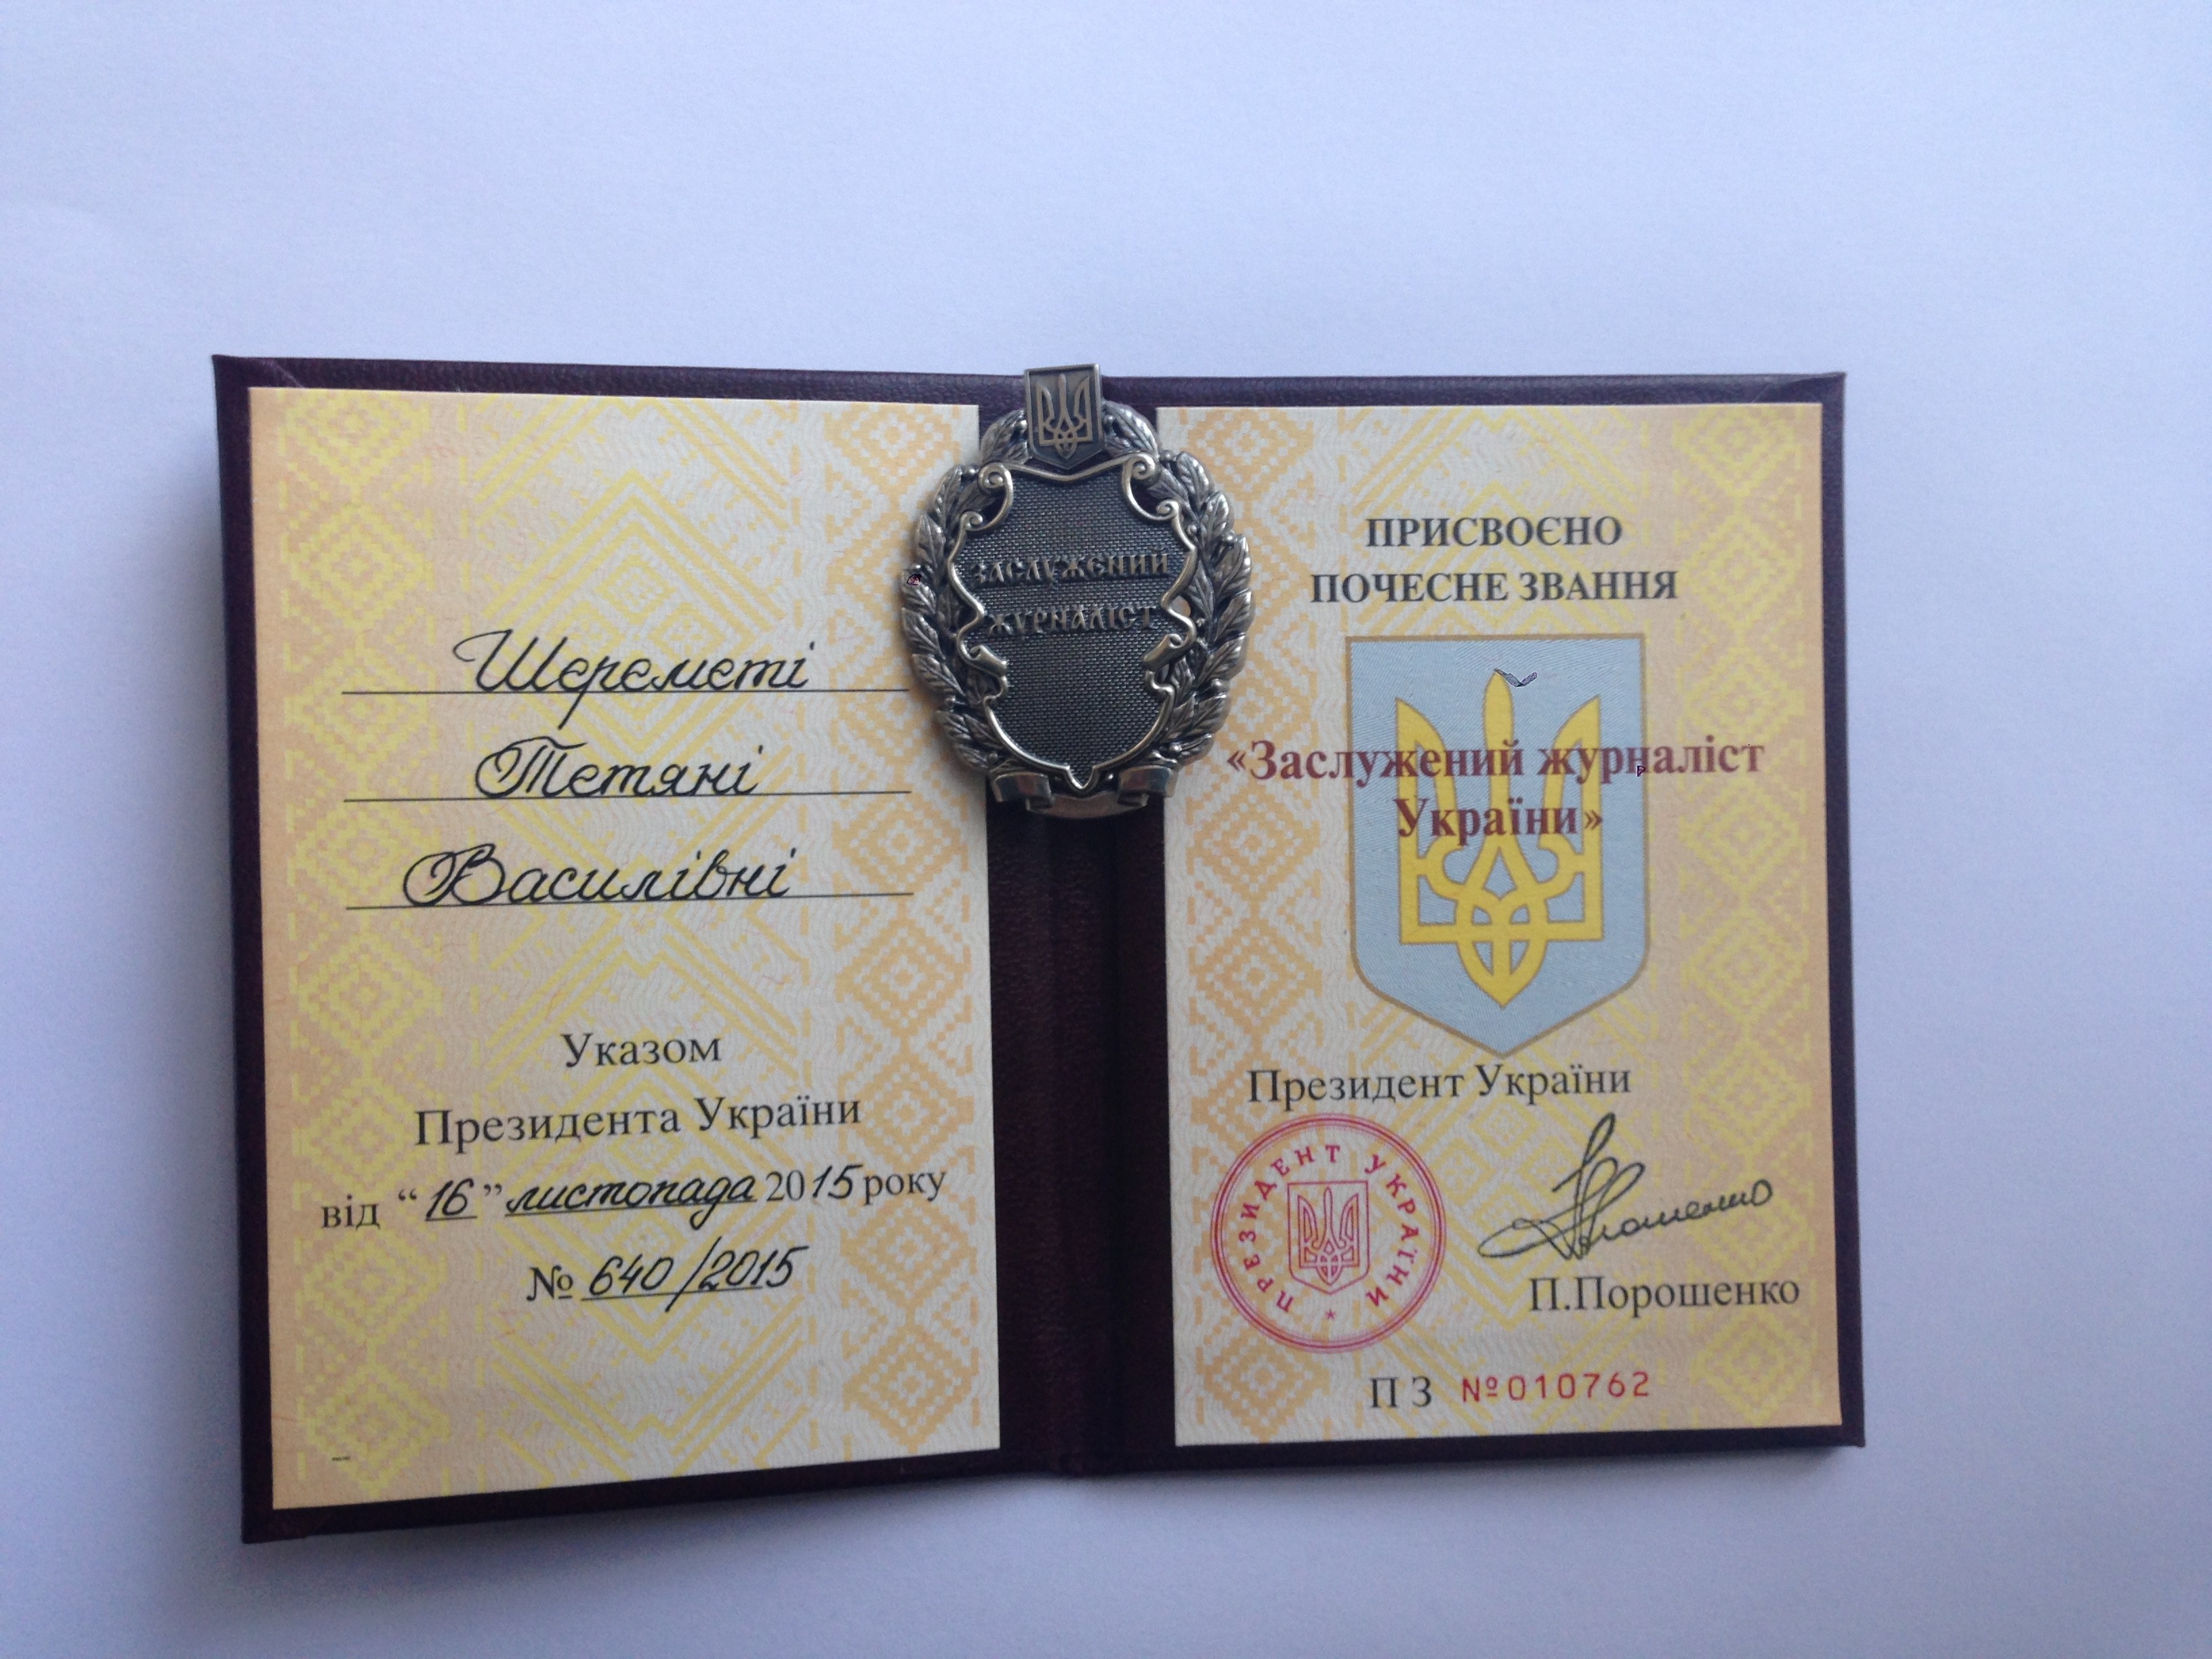 Шереметі
Тетяні
Василівні
Указом
Президента України
від “16” листопада 2015 року
№ 640/2015
ЗАСЛУЖЕНИЙ
ЖУРНАЛІСТ
ПРИСВОЄНО
ПОЧЕСНЕ ЗВАННЯ
«Заслужений журналіст
України»
Президент України
ПРЕЗИДЕНТ УКРАЇНИ
П.Порошенко
П З №010762